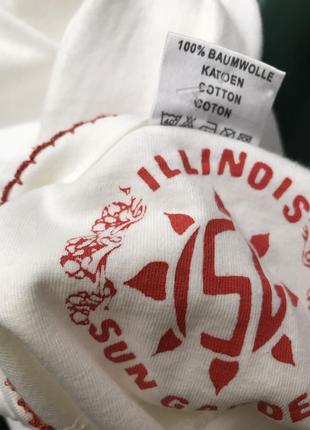 100% BAUMWOLLE
KATOEN
COTTON
COTON
ILLINOIS
SUN